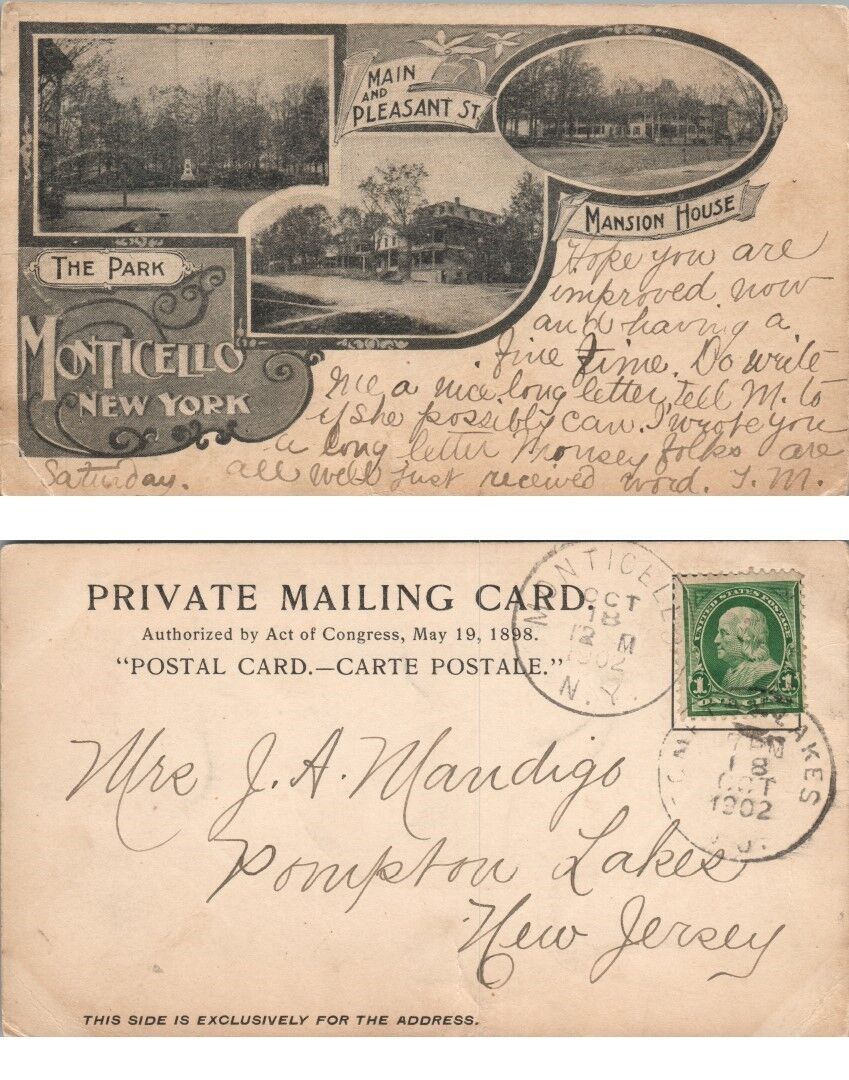 MAIN
AND
PLEASANT ST.
MANSION HOUSE
THE PARK
MONTICELLO
NEW YORK
Hope you are
improved now
and having a
fine time. Do write
me a nice long letter, tell M. to
if she possibly can. I wrote you
a long letter Monsey folks are
Saturday. all well just received word. T. M.
PRIVATE MAILING CARD.
Authorized by Act of Congress, May 19, 1898.
"POSTAL CARD.—CARTE POSTALE."
MONTICELLO
OCT
18
12 M
1902
N.Y.
UNITED STATES POSTAGE
1 1
ONE CENT
LAKES
7 PM
18
OCT
1902
N.J.
Mrs J. A. Mandigo
Pompton Lakes
New Jersey
THIS SIDE IS EXCLUSIVELY FOR THE ADDRESS.